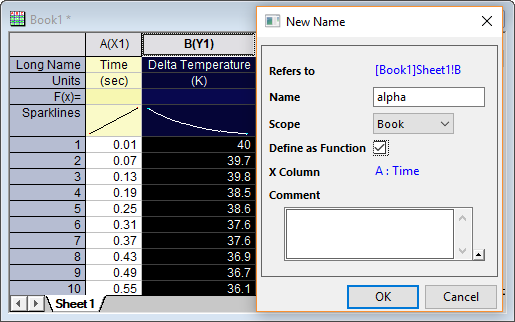 Book1 *
A(X1) B(Y1)
Long Name Time Delta Temperature
Units (sec) (K)
F(x)=
Sparklines
1 0.01 40
2 0.07 39.7
3 0.13 39.8
4 0.19 38.5
5 0.25 38.6
6 0.31 37.6
7 0.37 37.6
8 0.43 36.9
9 0.49 36.7
10 0.55 36.1
Sheet1
New Name
Refers to [Book1]Sheet1!B
Name alpha
Scope Book
Define as Function
X Column A : Time
Comment
OK Cancel